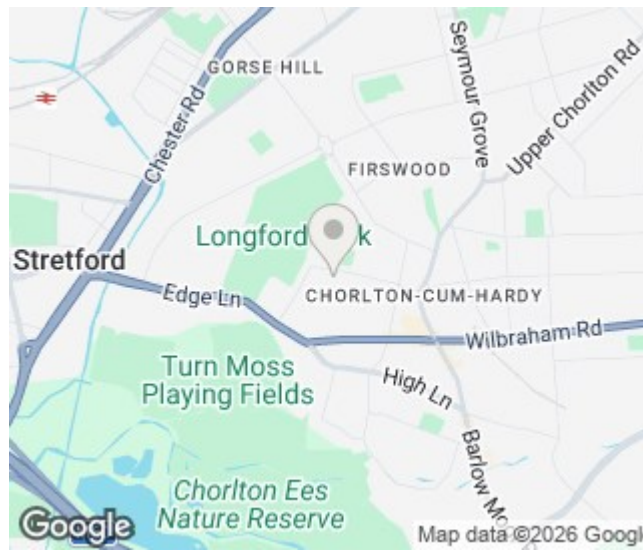 GORSE HILL
Chester Rd
Seymour Grove
Upper Chorlton Rd
FIRSWOOD
Longford
Stretford
Edge Ln
CHORLTON-CUM-HARDY
Wilbraham Rd
Turn Moss
Playing Fields
High Ln
Barlow
Chorlton Ees
Nature Reserve
Google
Map data ©2026 Googl